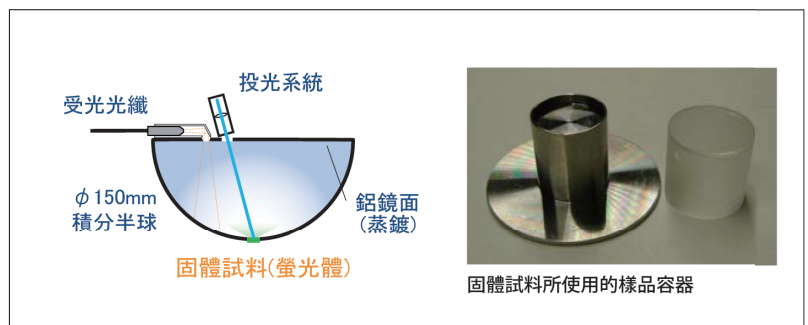 投光系統
受光光纖
φ150mm
積分半球
鋁鏡面
(蒸鍍)
固體試料(螢光體)
固體試料所使用的樣品容器